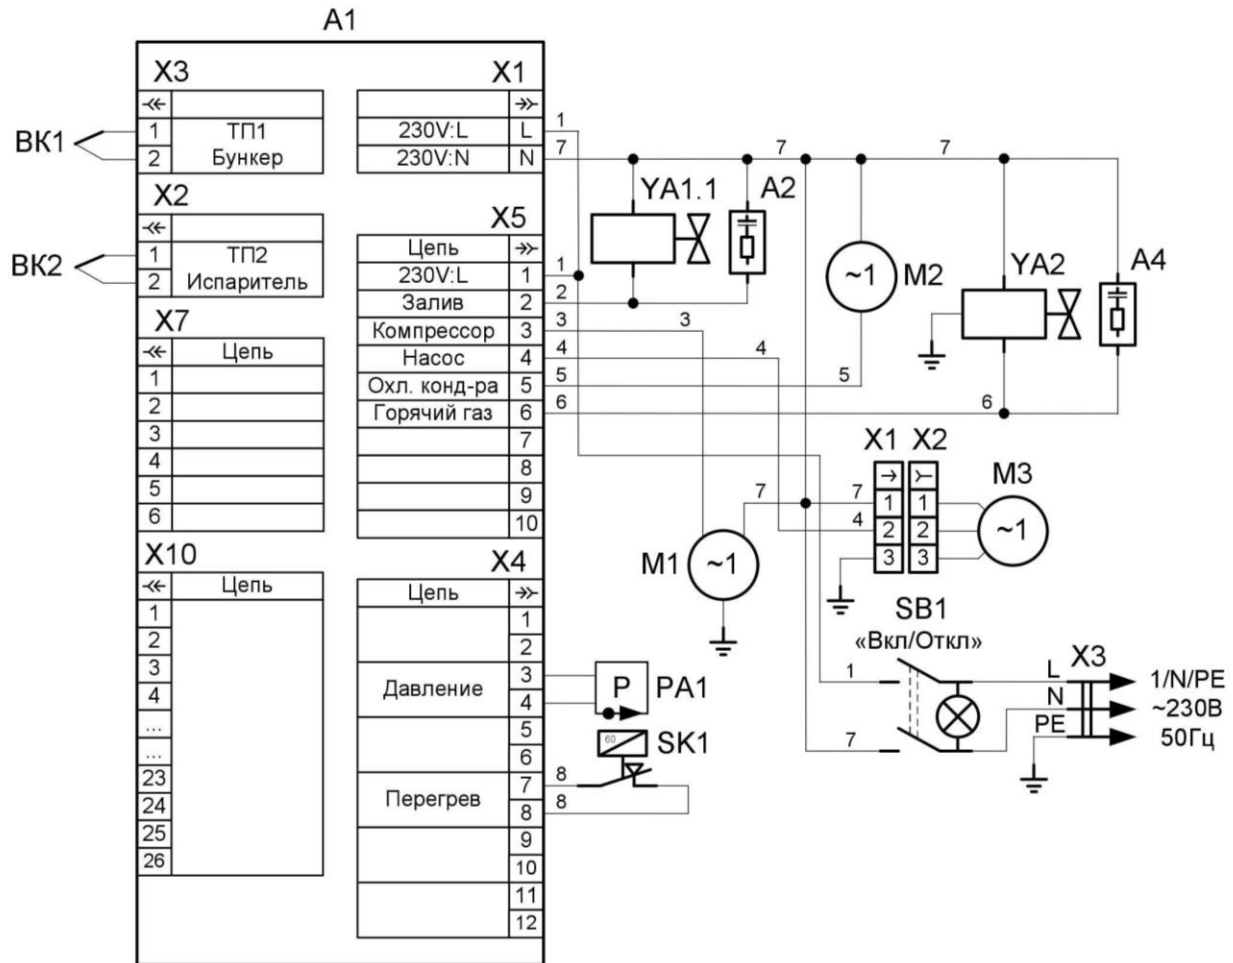 A1
X3
1 ТП1
2 Бункер
BK1
X2
1 ТП2
2 Испаритель
BK2
X7
Цепь
1
2
3
4
5
6
X10
Цепь
1
2
3
4
...
...
23
24
25
26
X1
230V:L L 1
230V:N N 7
X5
Цепь
230V:L 1 1
Залив 2 2
Компрессор 3 3
Насос 4 4
Охл. конд-ра 5 5
Горячий газ 6 6
7
8
9
10
X4
Цепь
1
2
3
Давление
4
5
6
7 8
Перегрев
8 8
9
10
11
12
7 7
YA1.1 A2
~1 M2
YA2 A4
3 4 5 6
X1 X2
M3
7 7 1 1
4 2 2 ~1
3 3
M1 ~1
SB1
«Вкл/Откл»
1 L X3 1/N/PE
N ~230В
7 PE 50Гц
P PA1
60 SK1